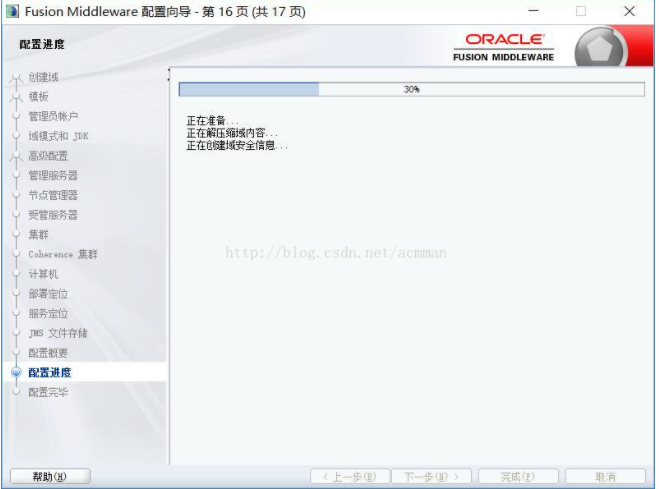 Fusion Middleware 配置向导 - 第 16 页 (共 17 页)
配置进度
ORACLE
FUSION MIDDLEWARE
创建域
模板
管理员帐户
域模式和 JDK
高级配置
管理服务器
节点管理器
受管服务器
集群
Coherence 集群
计算机
部署定位
服务定位
JMS 文件存储
配置概要
配置进度
配置完毕
30%
正在准备...
正在解压缩域内容...
正在创建域安全信息...
http://blog.csdn.net/acmman
帮助(H)
< 上一步(B)
下一步(N) >
完成(F)
取消